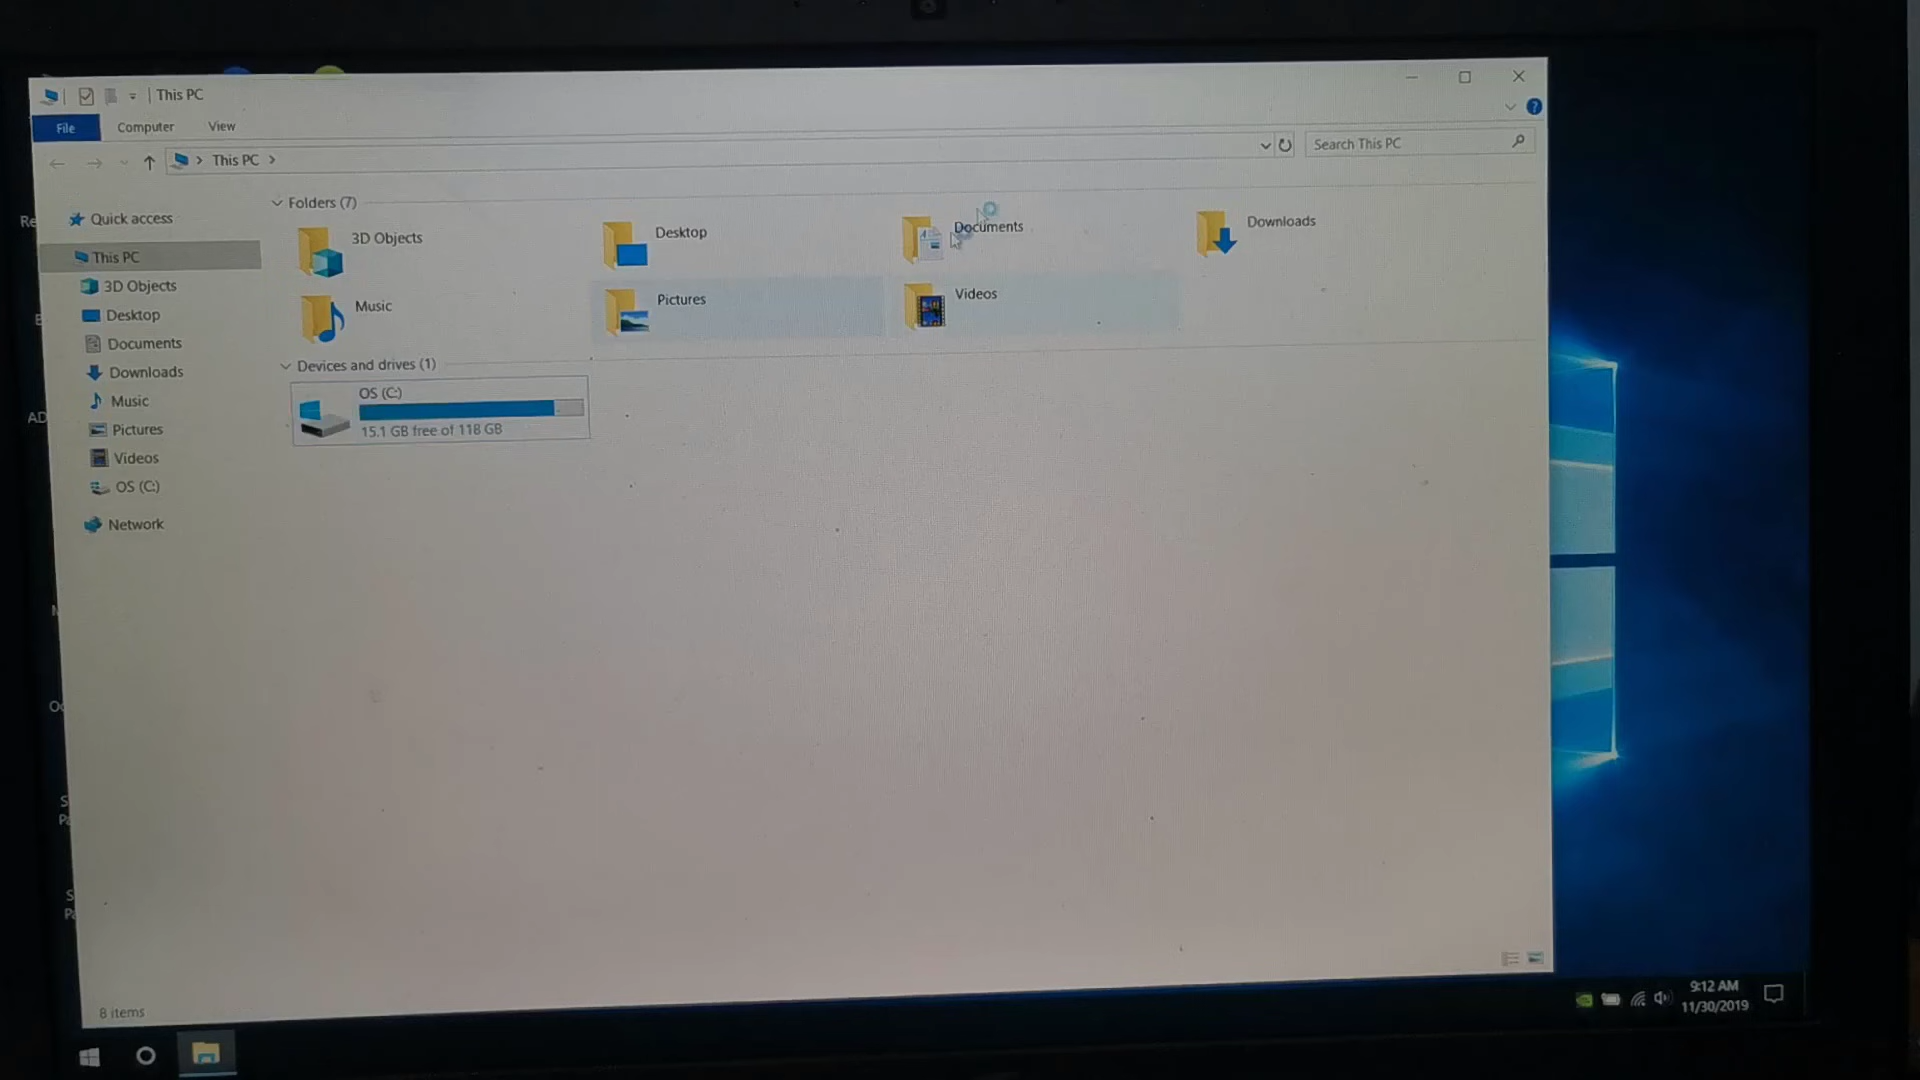 This PC
File Computer View
This PC
Search This PC
Quick access
This PC
3D Objects
Desktop
Documents
Downloads
Music
Pictures
Videos
OS (C:)
Network
Folders (7)
3D Objects
Desktop
Documents
Downloads
Music
Pictures
Videos
Devices and drives (1)
OS (C:)
15.1 GB free of 118 GB
8 items
Re
AD
9:12 AM
11/30/2019